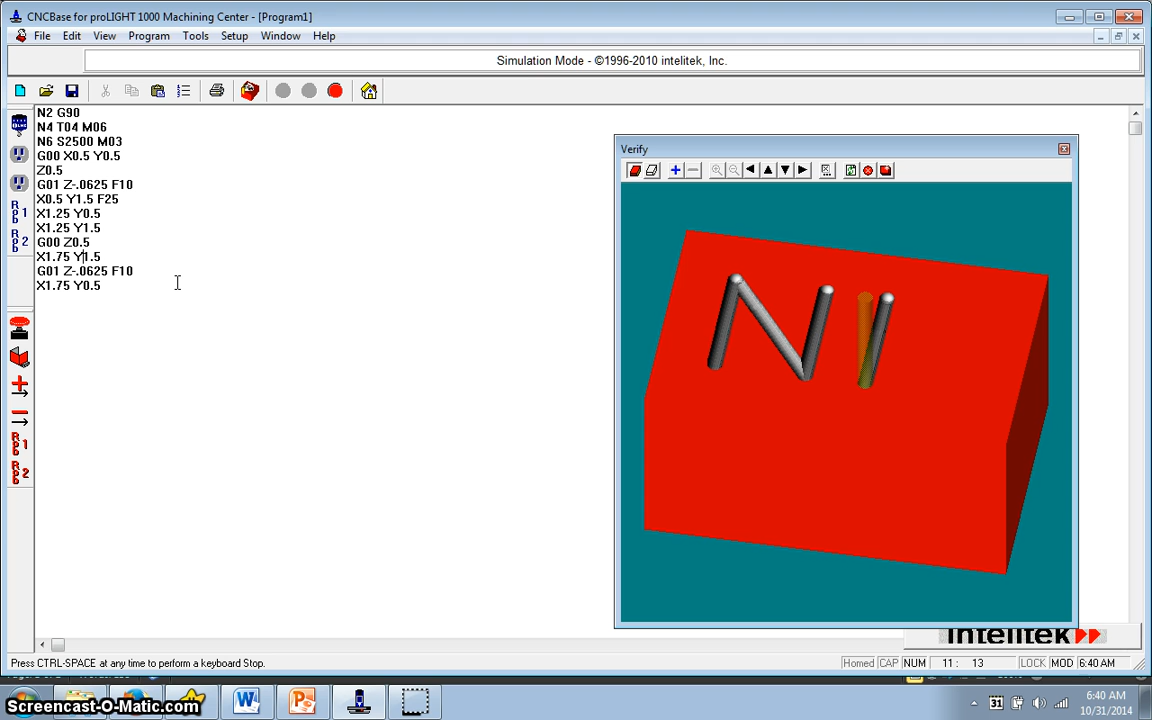 CNCBase for proLIGHT 1000 Machining Center - [Program1]
File Edit View Program Tools Setup Window Help
Simulation Mode - ©1996-2010 intelitek, Inc.
N2 G90
N4 T04 M06
N6 S2500 M03
G00 X0.5 Y0.5
Z0.5
G01 Z-.0625 F10
X0.5 Y1.5 F25
X1.25 Y0.5
X1.25 Y1.5
G00 Z0.5
X1.75 Y1.5
G01 Z-.0625 F10
X1.75 Y0.5
Verify
intelitek
Press CTRL-SPACE at any time to perform a keyboard Stop.
Homed CAP NUM 11: 13 LOCK MOD 6:40 AM
Screencast-O-Matic.com
31
6:40 AM
10/31/2014